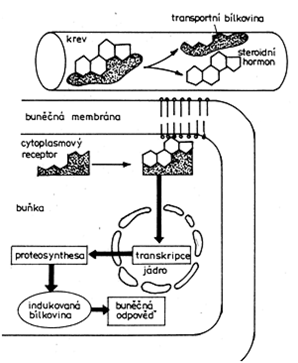 transportní bílkovina
krev
steroidní
hormon
buněčná membrána
cytoplasmový
receptor
buňka
proteosynthesa
transkripce
jádro
indukovaná
bílkovina
buněčná
odpověď